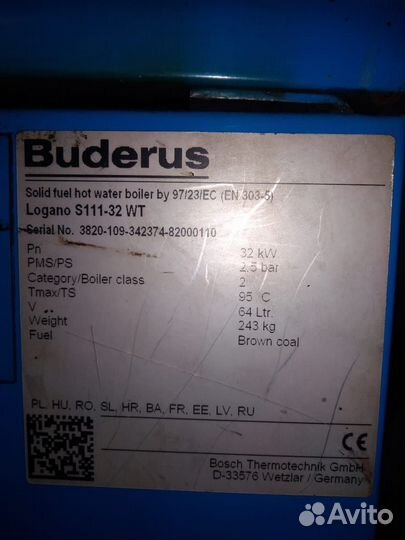 Buderus
Solid fuel hot water boiler by 97/23/EC (EN 303-5)
Logano S111-32 WT
Serial No. 3820-109-342374-82000110
Pn 32 kW
PMS/PS 2.5 bar
Category/Boiler class 2
Tmax/TS 95 °C
V 64 Ltr.
Weight 243 kg
Fuel Brown coal
PL, HU, RO, SL, HR, BA, FR, EE, LV, RU
CE
Bosch Thermotechnik GmbH
D-33576 Wetzlar / Germany
Avito